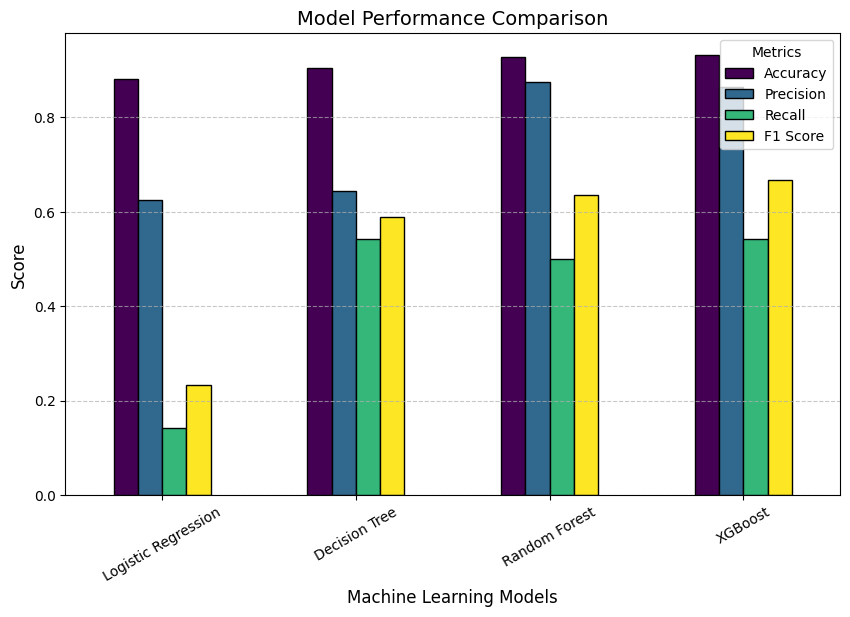 Model Performance Comparison
Metrics
Accuracy
Precision
Recall
F1 Score
Score
0.8
0.6
0.4
0.2
0.0
Logistic Regression
Decision Tree
Random Forest
XGBoost
Machine Learning Models